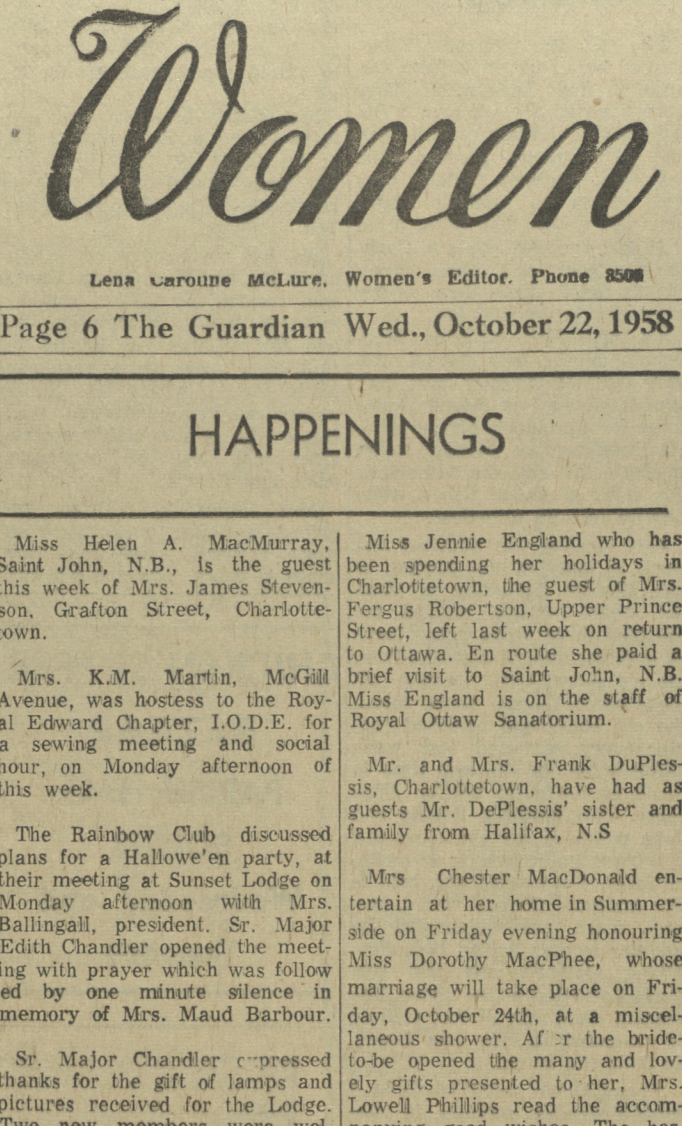 Women
Lena Caroline McLure, Women's Editor. Phone 8506
Page 6 The Guardian Wed., October 22, 1958
HAPPENINGS
Miss Helen A. MacMurray,
Saint John, N.B., is the guest
this week of Mrs. James Steven-
son, Grafton Street, Charlotte-
town.
Mrs. K.M. Martin, McGill
Avenue, was hostess to the Roy-
al Edward Chapter, I.O.D.E. for
a sewing meeting and social
hour, on Monday afternoon of
this week.
The Rainbow Club discussed
plans for a Hallowe'en party, at
their meeting at Sunset Lodge on
Monday afternoon with Mrs.
Ballingall, president. Sr. Major
Edith Chandler opened the meet-
ing with prayer which was follow
ed by one minute silence in
memory of Mrs. Maud Barbour.
Sr. Major Chandler expressed
thanks for the gift of lamps and
pictures received for the Lodge.
Two new members were wel-
Miss Jennie England who has
been spending her holidays in
Charlottetown, the guest of Mrs.
Fergus Robertson, Upper Prince
Street, left last week on return
to Ottawa. En route she paid a
brief visit to Saint John, N.B.
Miss England is on the staff of
Royal Ottaw Sanatorium.
Mr. and Mrs. Frank DuPles-
sis, Charlottetown, have had as
guests Mr. DePlessis' sister and
family from Halifax, N.S
Mrs Chester MacDonald en-
tertain at her home in Summer-
side on Friday evening honouring
Miss Dorothy MacPhee, whose
marriage will take place on Fri-
day, October 24th, at a miscel-
laneous shower. After the bride-
to-be opened the many and lov-
ely gifts presented to her, Mrs.
Lowell Phillips read the accom-
panying good wishes. The hos-